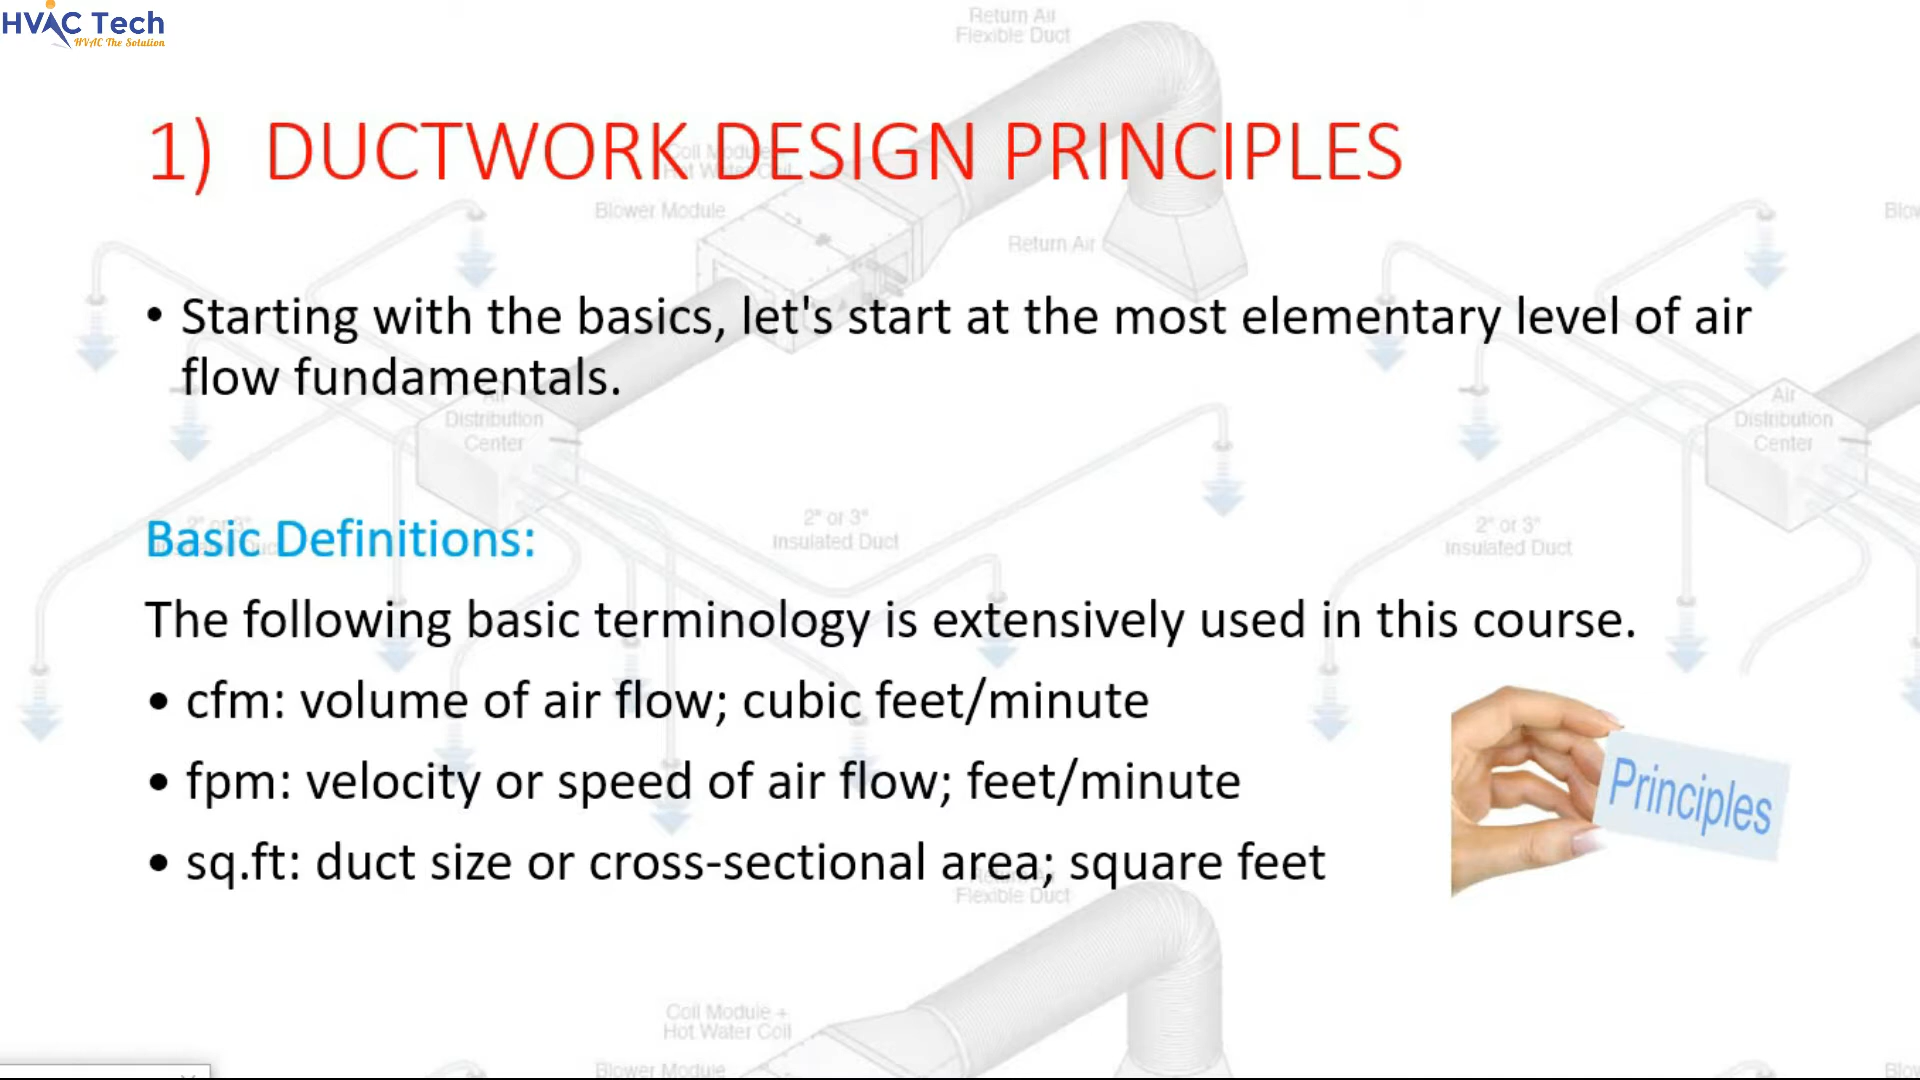 HVAC Tech
HVAC The Solution
Return Air
Flexible Duct
1) DUCTWORK DESIGN PRINCIPLES
Blower Module
Return Air
• Starting with the basics, let's start at the most elementary level of air
flow fundamentals.
Air
Distribution
Center
Air
Distribution
Center
2" or 3"
Insulated Duct
2" or 3"
Insulated Duct
Basic Definitions:
The following basic terminology is extensively used in this course.
• cfm: volume of air flow; cubic feet/minute
• fpm: velocity or speed of air flow; feet/minute
• sq.ft: duct size or cross-sectional area; square feet
Principles
Flexible Duct
Coil Module +
Hot Water Coil
Blower Module